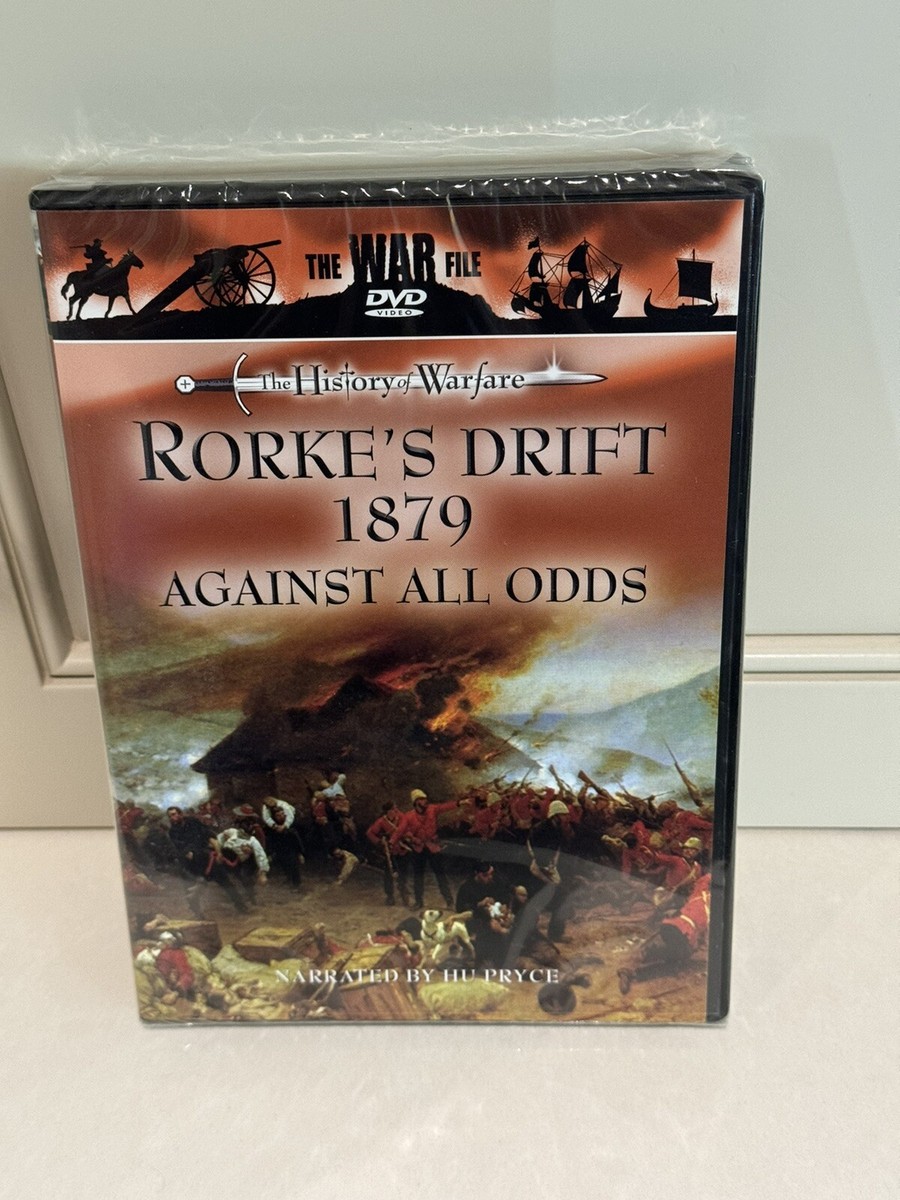 THE WAR FILE
DVD
VIDEO
The History of Warfare
RORKE'S DRIFT
1879
AGAINST ALL ODDS
NARRATED BY HU PRYCE